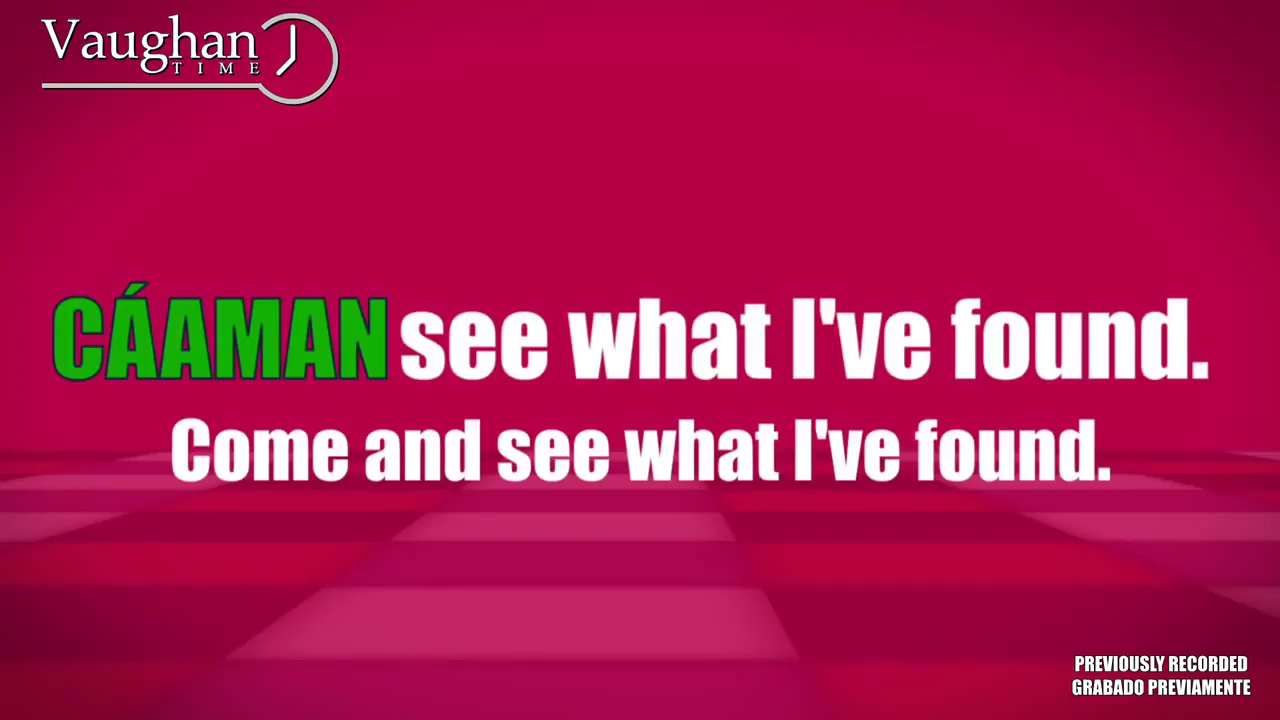 Vaughan
TIME
CÁAMAN see what I've found.
Come and see what I've found.
PREVIOUSLY RECORDED
GRABADO PREVIAMENTE